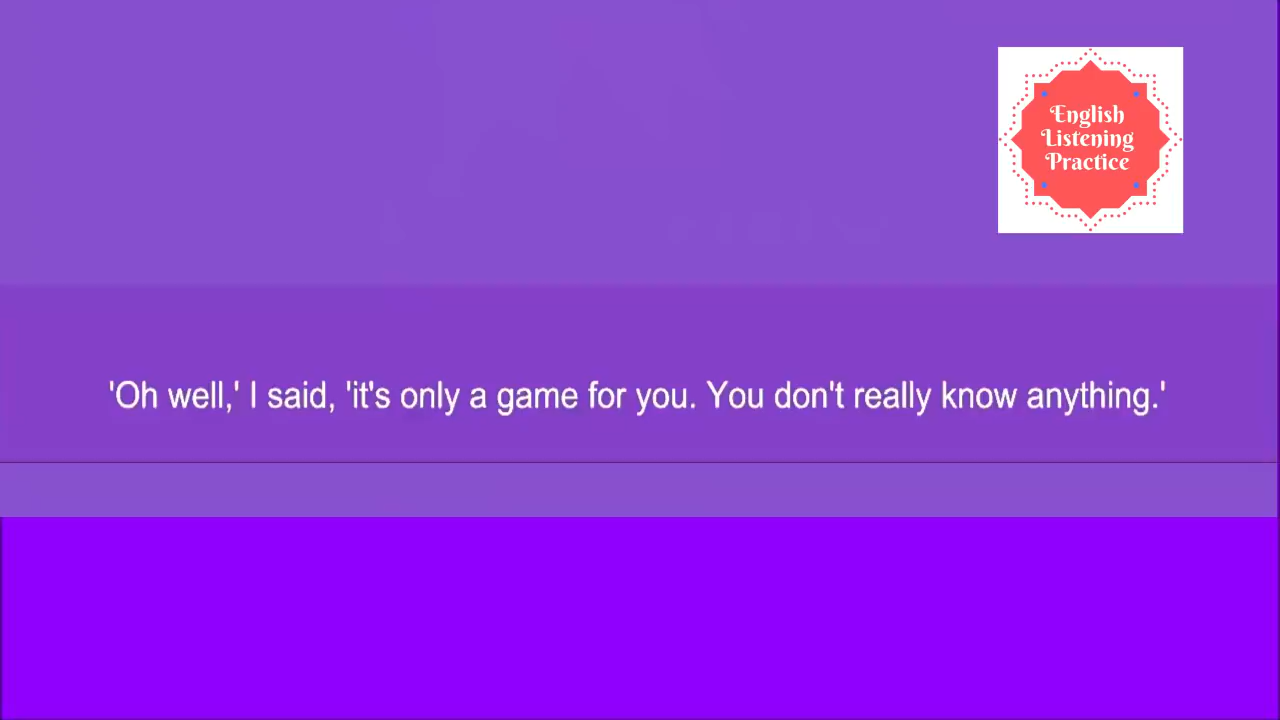 English
Listening
Practice
'Oh well,' I said, 'it's only a game for you. You don't really know anything.'